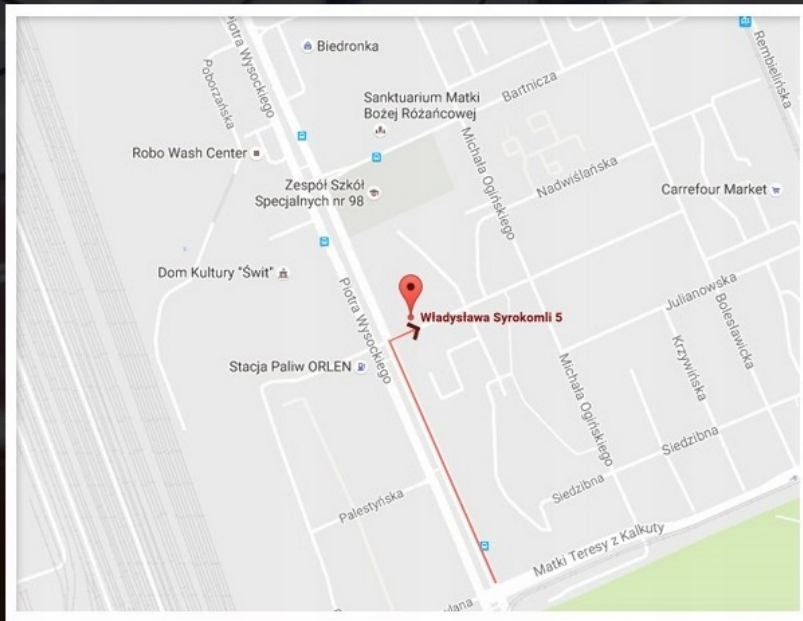 Piotra Wysockiego
Biedronka
Rembielińska
Poborzańska
Bartnicza
Sanktuarium Matki
Bożej Różańcowej
Michała Ogińskiego
Robo Wash Center
Nadwiślańska
Zespół Szkół
Specjalnych nr 98
Carrefour Market
Dom Kultury "Świt"
Piotra Wysockiego
Julianowska
Bolesławicka
Władysława Syrokomli 5
Krzywińska
Stacja Paliw ORLEN
Michała Ogińskiego
Siedzibna
Siedzibna
Palestyńska
Matki Teresy z Kalkuty